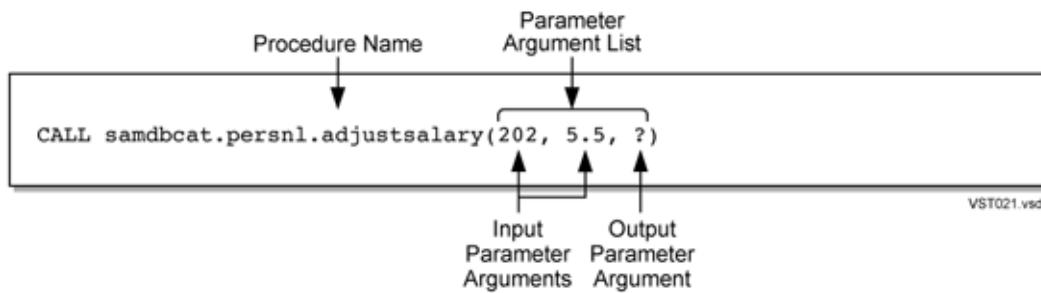 Parameter
Procedure Name Argument List
CALL samdbcat.persnl.adjustsalary(202, 5.5, ?)
VST021.vsd
Input Output
Parameter Parameter
Arguments Argument